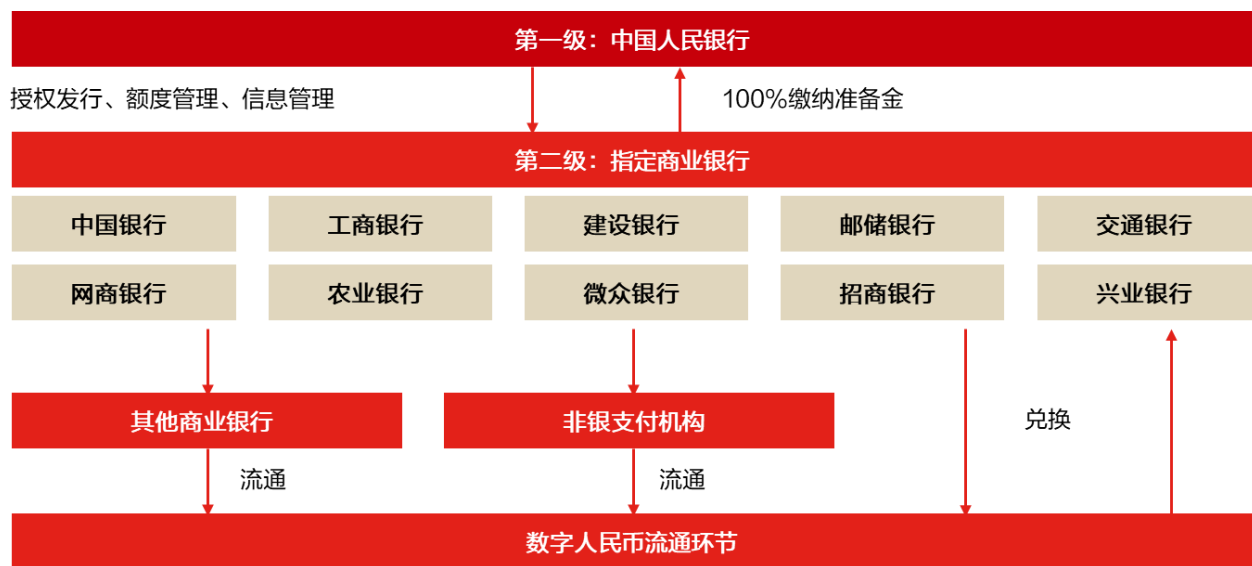 第一级：中国人民银行
授权发行、额度管理、信息管理
100%缴纳准备金
第二级：指定商业银行
中国银行
工商银行
建设银行
邮储银行
交通银行
网商银行
农业银行
微众银行
招商银行
兴业银行
其他商业银行
非银支付机构
兑换
流通
流通
数字人民币流通环节